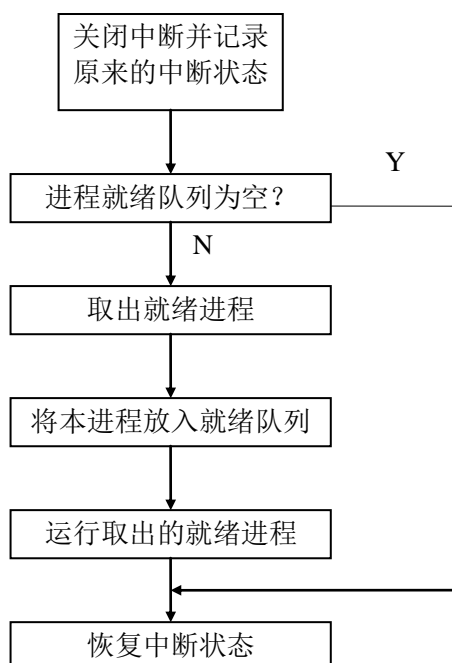 关闭中断并记录
原来的中断状态
Y
进程就绪队列为空？
N
取出就绪进程
将本进程放入就绪队列
运行取出的就绪进程
恢复中断状态